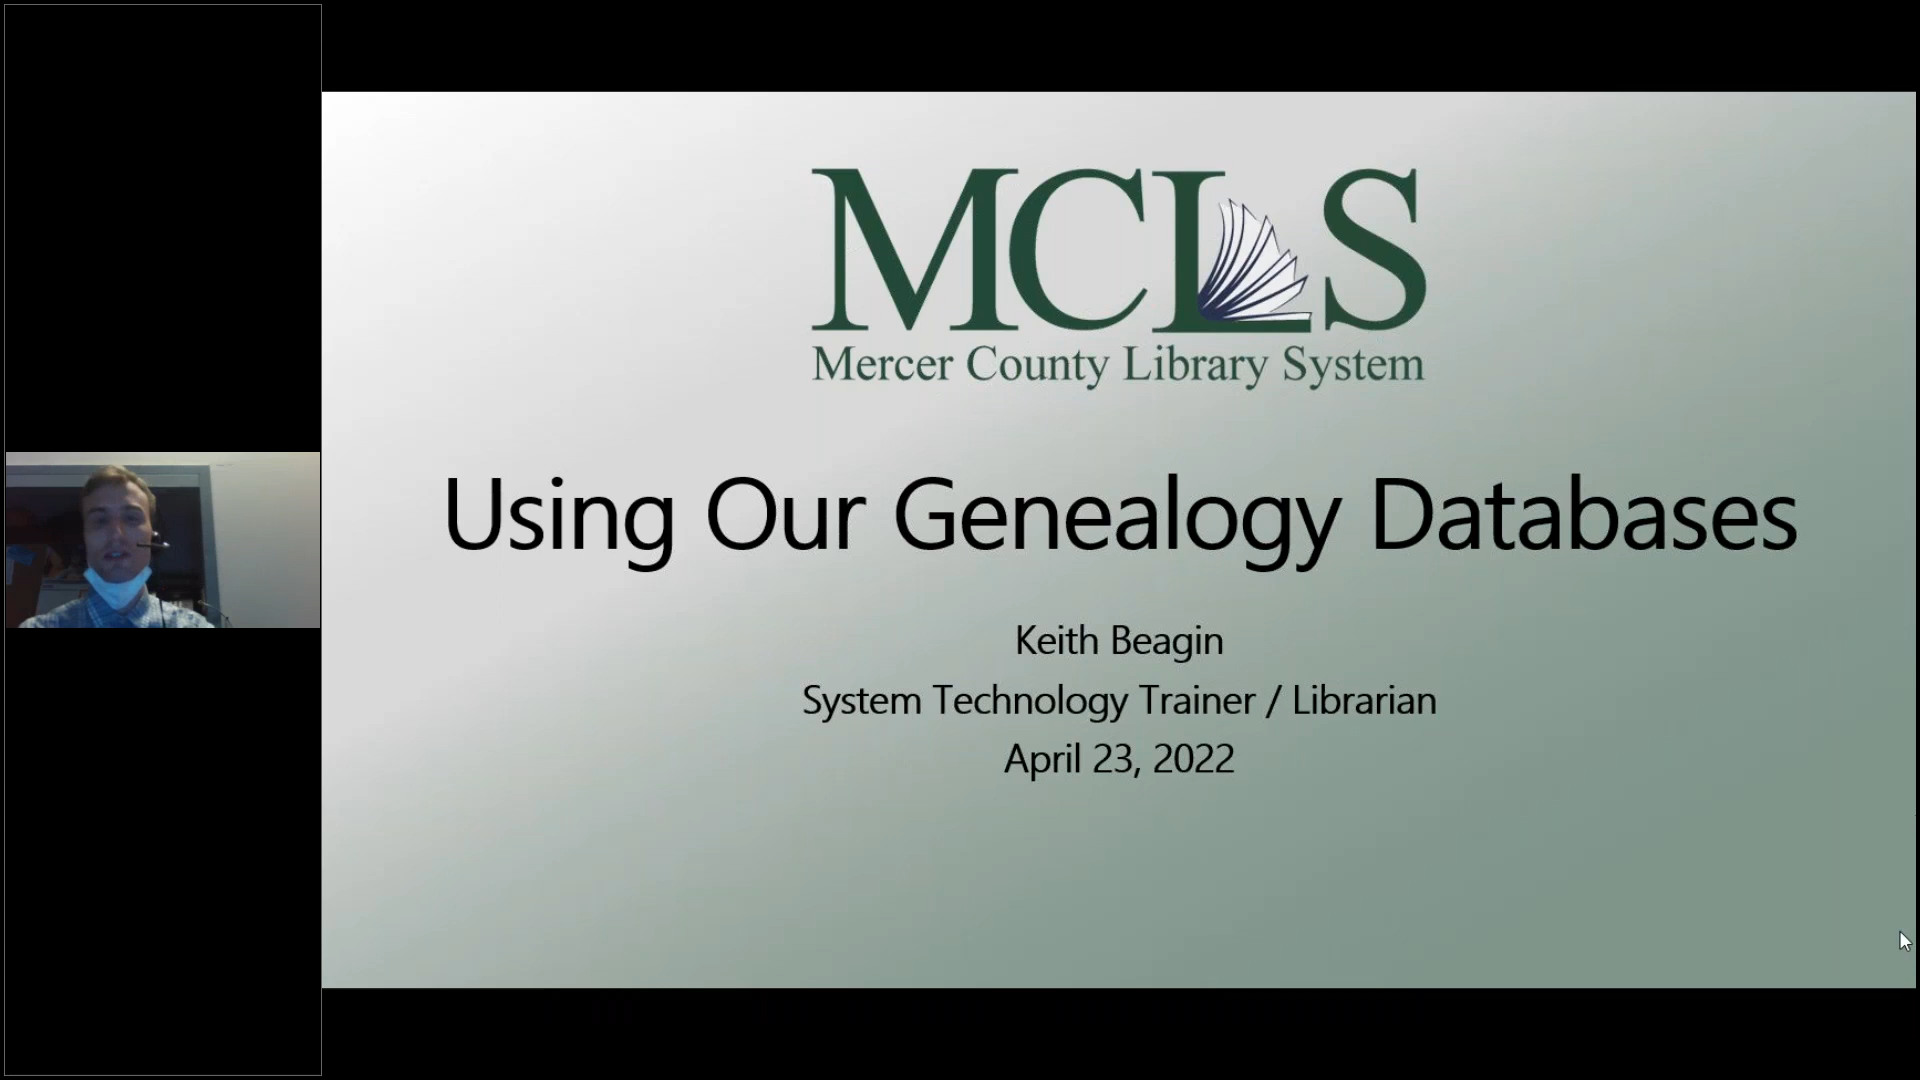 MCLS
Mercer County Library System
Using Our Genealogy Databases
Keith Beagin
System Technology Trainer / Librarian
April 23, 2022